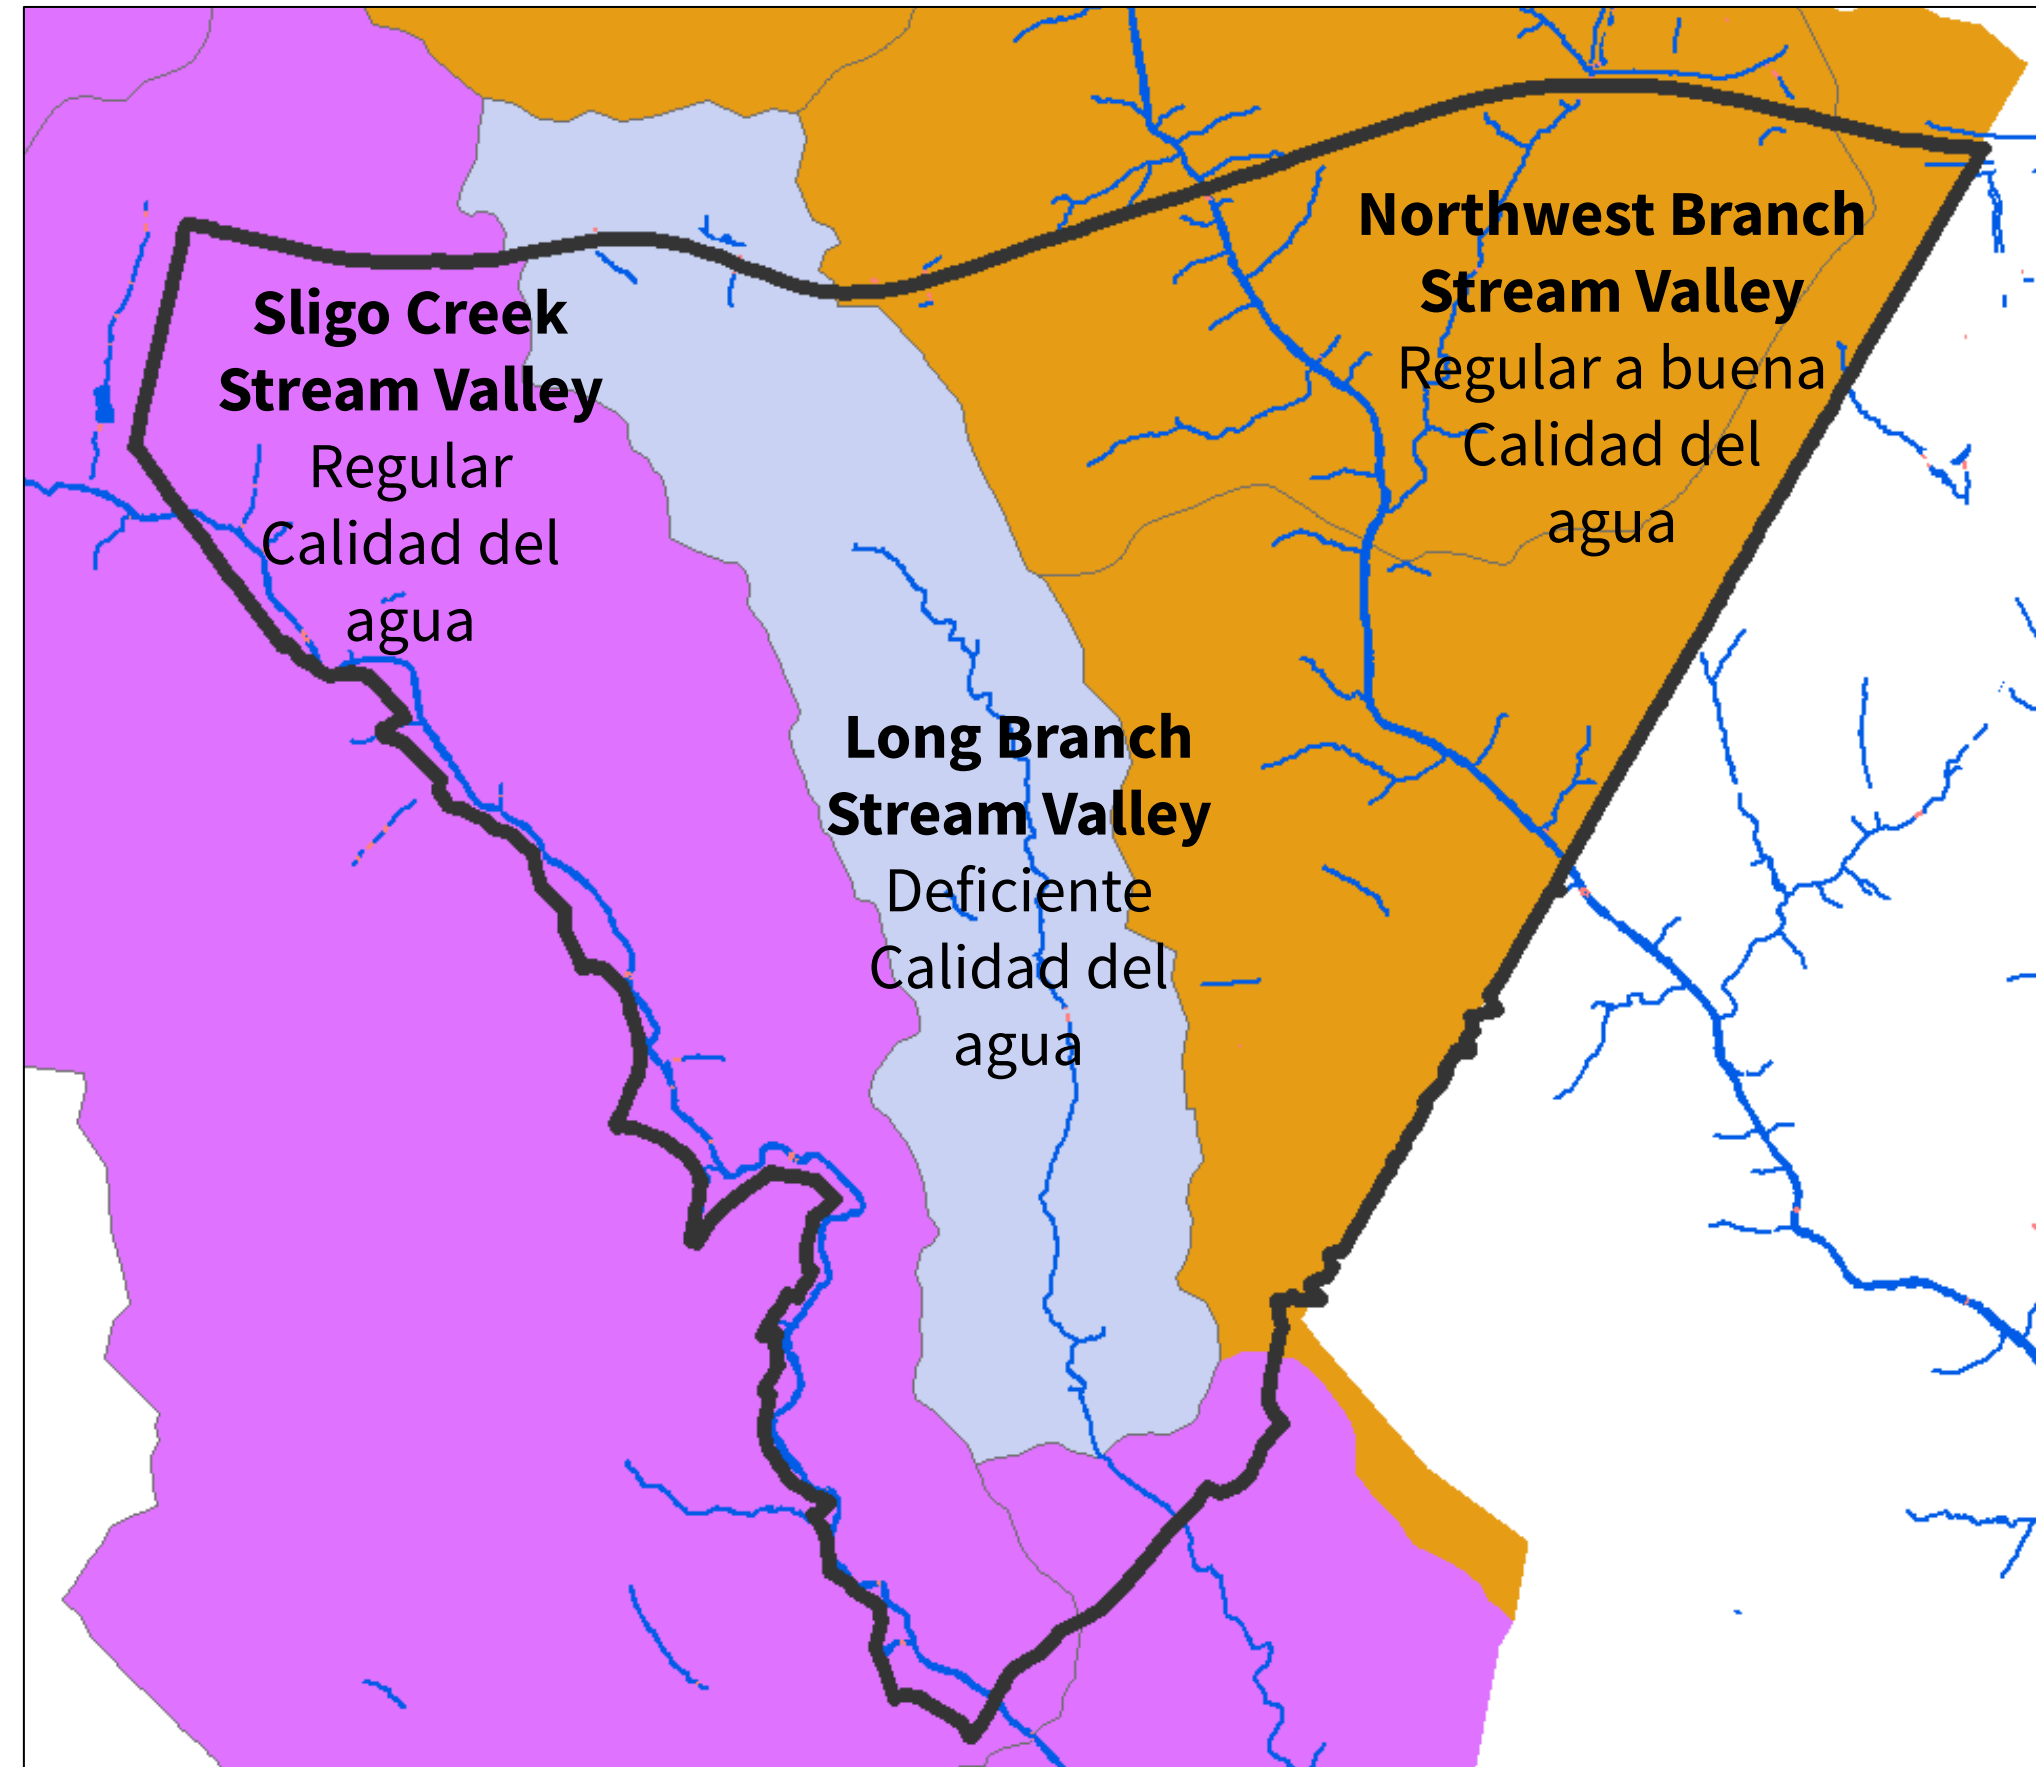 Northwest Branch
Stream Valley
Regular a buena
Calidad del
agua
Sligo Creek
Stream Valley
Regular
Calidad del
agua
Long Branch
Stream Valley
Deficiente
Calidad del
agua